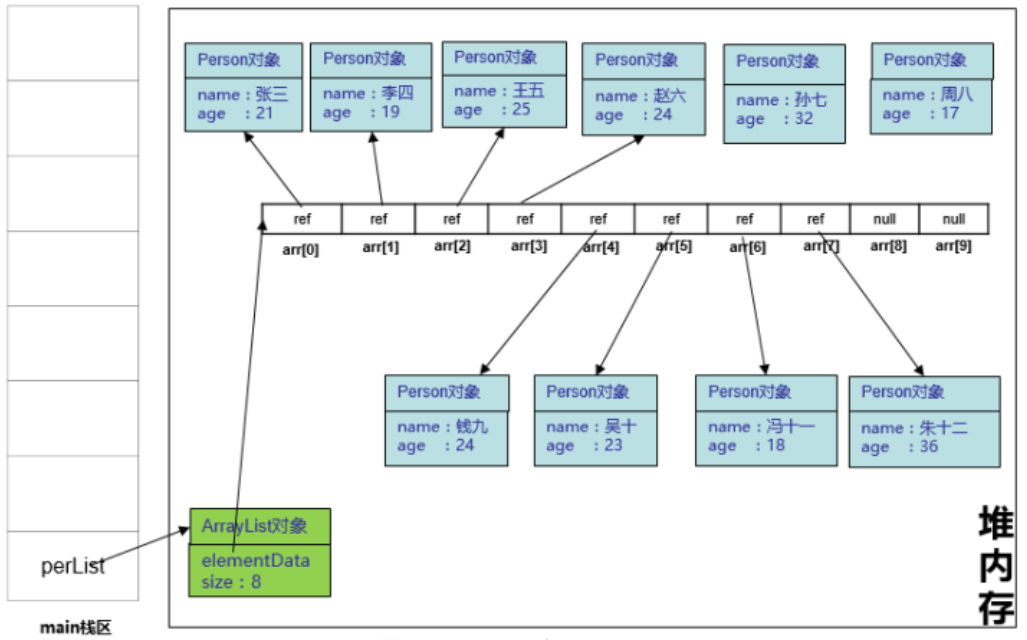 Person对象
name：张三
age ：21
Person对象
name：李四
age ：19
Person对象
name：王五
age ：25
Person对象
name：赵六
age ：24
Person对象
name：孙七
age ：32
Person对象
name：周八
age ：17
ref ref ref ref ref ref ref ref null null
arr[0] arr[1] arr[2] arr[3] arr[4] arr[5] arr[6] arr[7] arr[8] arr[9]
Person对象
name：钱九
age ：24
Person对象
name：吴十
age ：23
Person对象
name：冯十一
age ：18
Person对象
name：朱十二
age ：36
ArrayList对象
elementData
size：8
perList
main栈区
堆
内
存